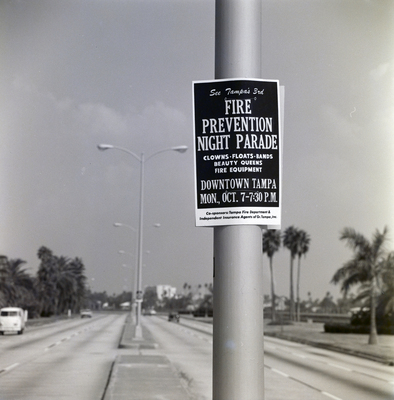 See Tampa's 3rd
"FIRE
PREVENTION
NIGHT PARADE
CLOWNS·FLOATS·BANDS
BEAUTY QUEENS
FIRE EQUIPMENT
DOWNTOWN TAMPA
MON., OCT. 7-7:30 P.M.
Co-sponsors: Tampa Fire Department &
Independent Insurance Agents of Gr. Tampa, Inc.